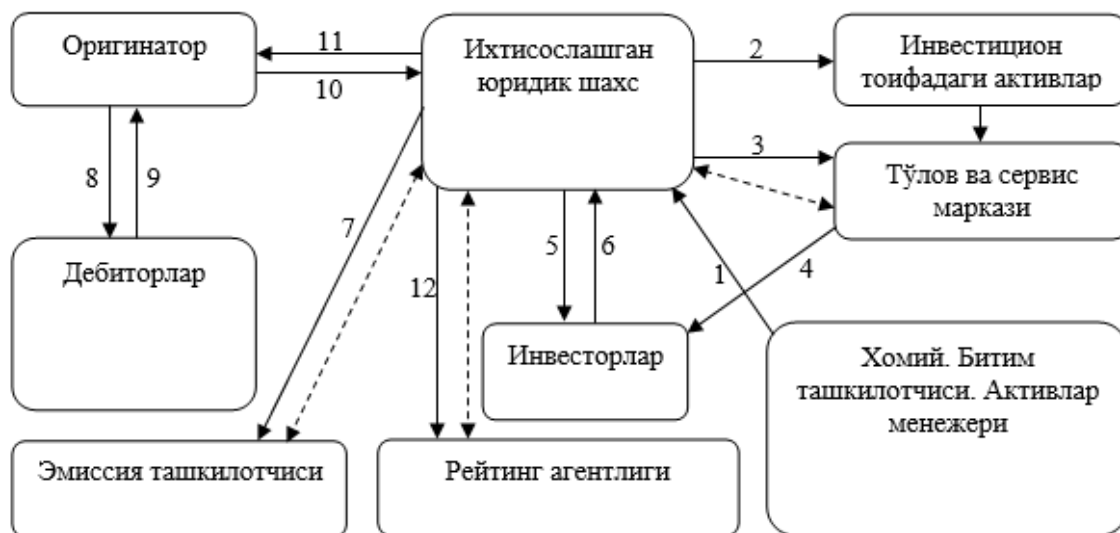 Оригинатор
11
10
Ихтисослашган
юридик шахс
2
Инвестицион
тоифадаги активлар
3
Тўлов ва сервис
маркази
8
9
7
Дебиторлар
12
5
6
1
4
Инвесторлар
Хомий. Битим
ташкилотчиси. Активлар
менежери
Эмиссия ташкилотчиси
Рейтинг агентлиги